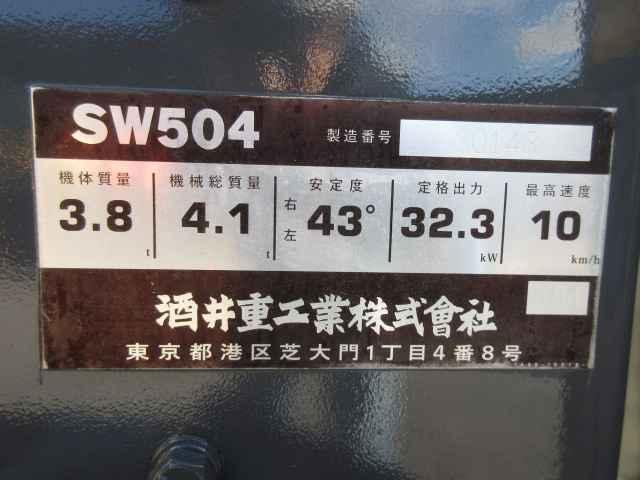 SW504 製造番号
機体質量 機械総質量 安定度 定格出力 最高速度
3.8 t 4.1 t 右 左 43° 32.3 kW 10 km/h
酒井重工業株式會社
東京都港区芝大門1丁目4番8号